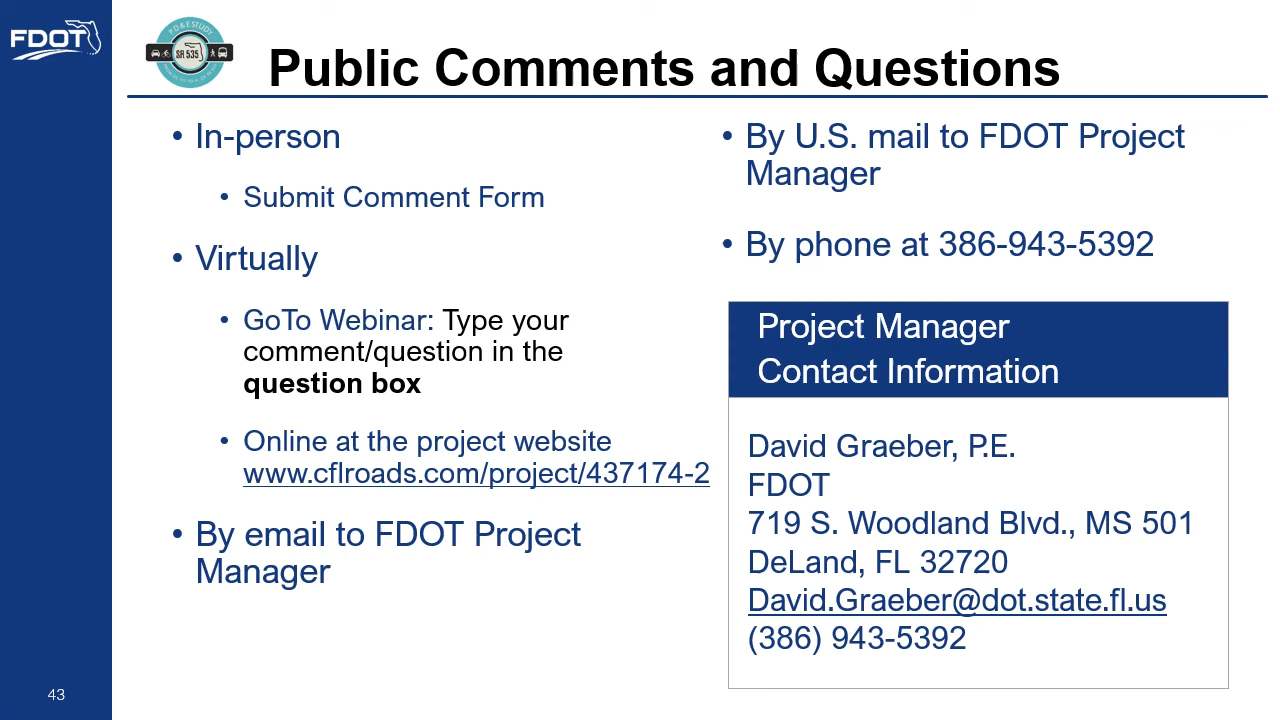 FDOT
P D & E STUDY
SR 535
Public Comments and Questions
• In-person
• Submit Comment Form
• Virtually
• GoTo Webinar: Type your
comment/question in the
question box
• Online at the project website
www.cflroads.com/project/437174-2
• By email to FDOT Project
Manager
• By U.S. mail to FDOT Project
Manager
• By phone at 386-943-5392
Project Manager
Contact Information
David Graeber, P.E.
FDOT
719 S. Woodland Blvd., MS 501
DeLand, FL 32720
David.Graeber@dot.state.fl.us
(386) 943-5392
43